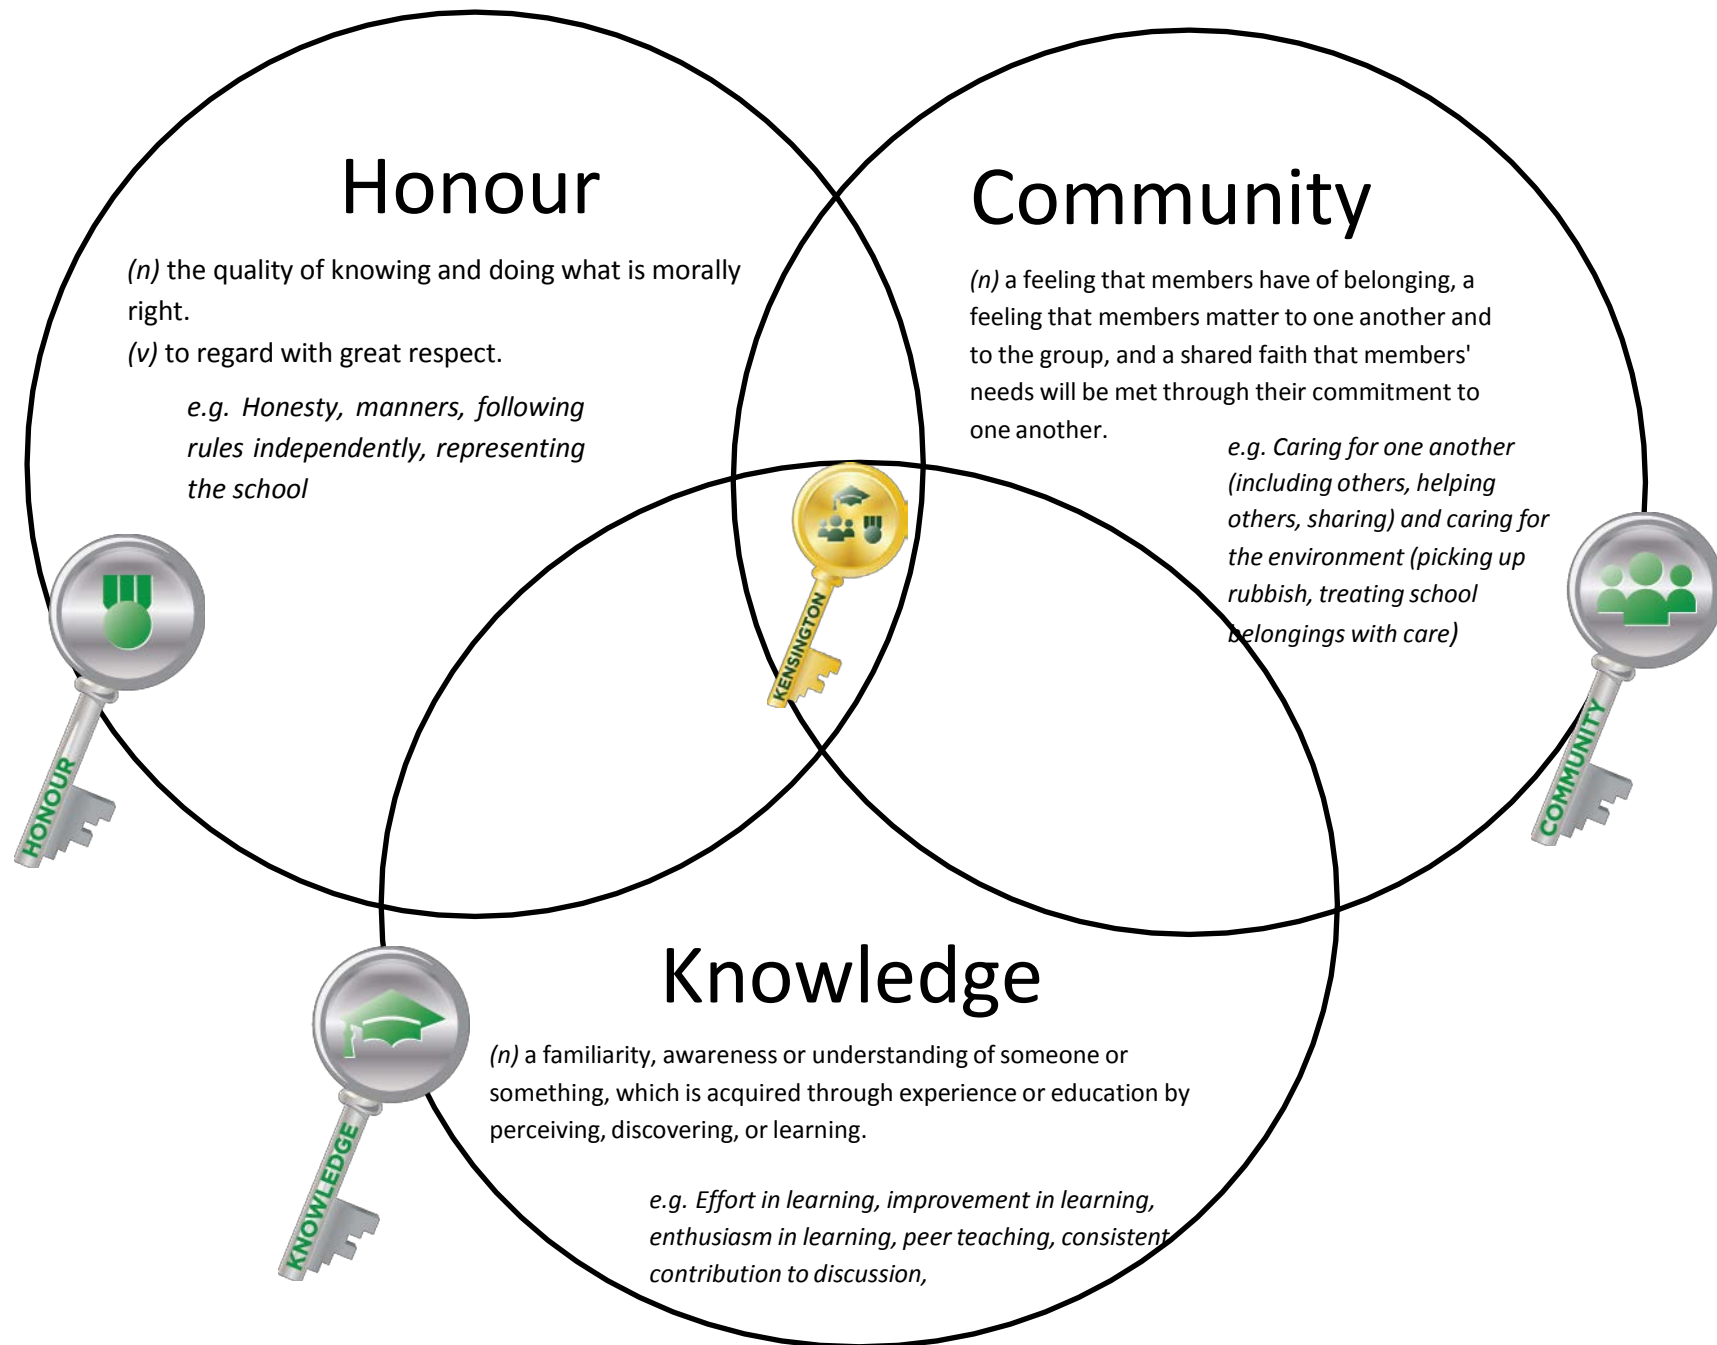 Honour
(n) the quality of knowing and doing what is morally
right.
(v) to regard with great respect.
e.g. Honesty, manners, following
rules independently, representing
the school
HONOUR
Community
(n) a feeling that members have of belonging, a
feeling that members matter to one another and
to the group, and a shared faith that members'
needs will be met through their commitment to
one another.
e.g. Caring for one another
(including others, helping
others, sharing) and caring for
the environment (picking up
rubbish, treating school
belongings with care)
COMMUNITY
KENSINGTON
Knowledge
(n) a familiarity, awareness or understanding of someone or
something, which is acquired through experience or education by
perceiving, discovering, or learning.
e.g. Effort in learning, improvement in learning,
enthusiasm in learning, peer teaching, consistent
contribution to discussion,
KNOWLEDGE